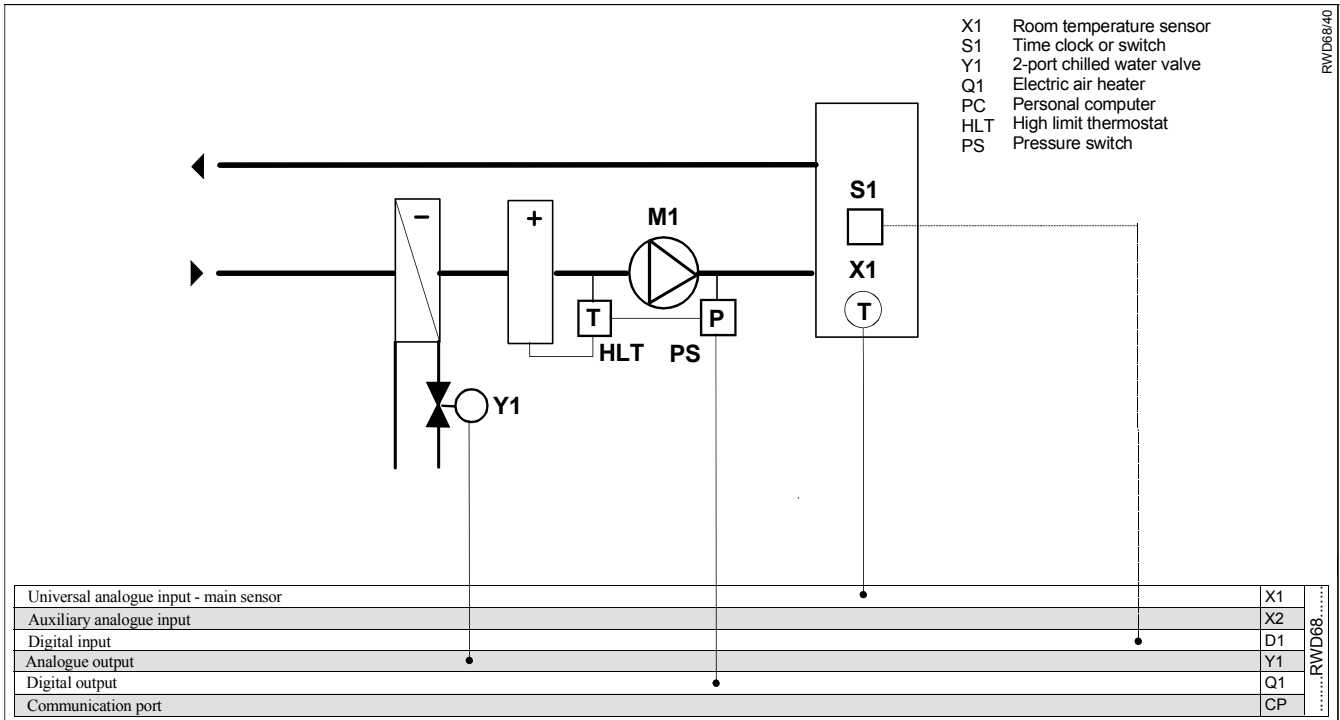 X1 Room temperature sensor
S1 Time clock or switch
Y1 2-port chilled water valve
Q1 Electric air heater
PC Personal computer
HLT High limit thermostat
PS Pressure switch
RWD68/40
S1
M1
X1
T
T
P
HLT PS
Y1
Universal analogue input - main sensor X1
Auxiliary analogue input X2
Digital input D1
Analogue output Y1
Digital output Q1
Communication port CP
......RWD68......